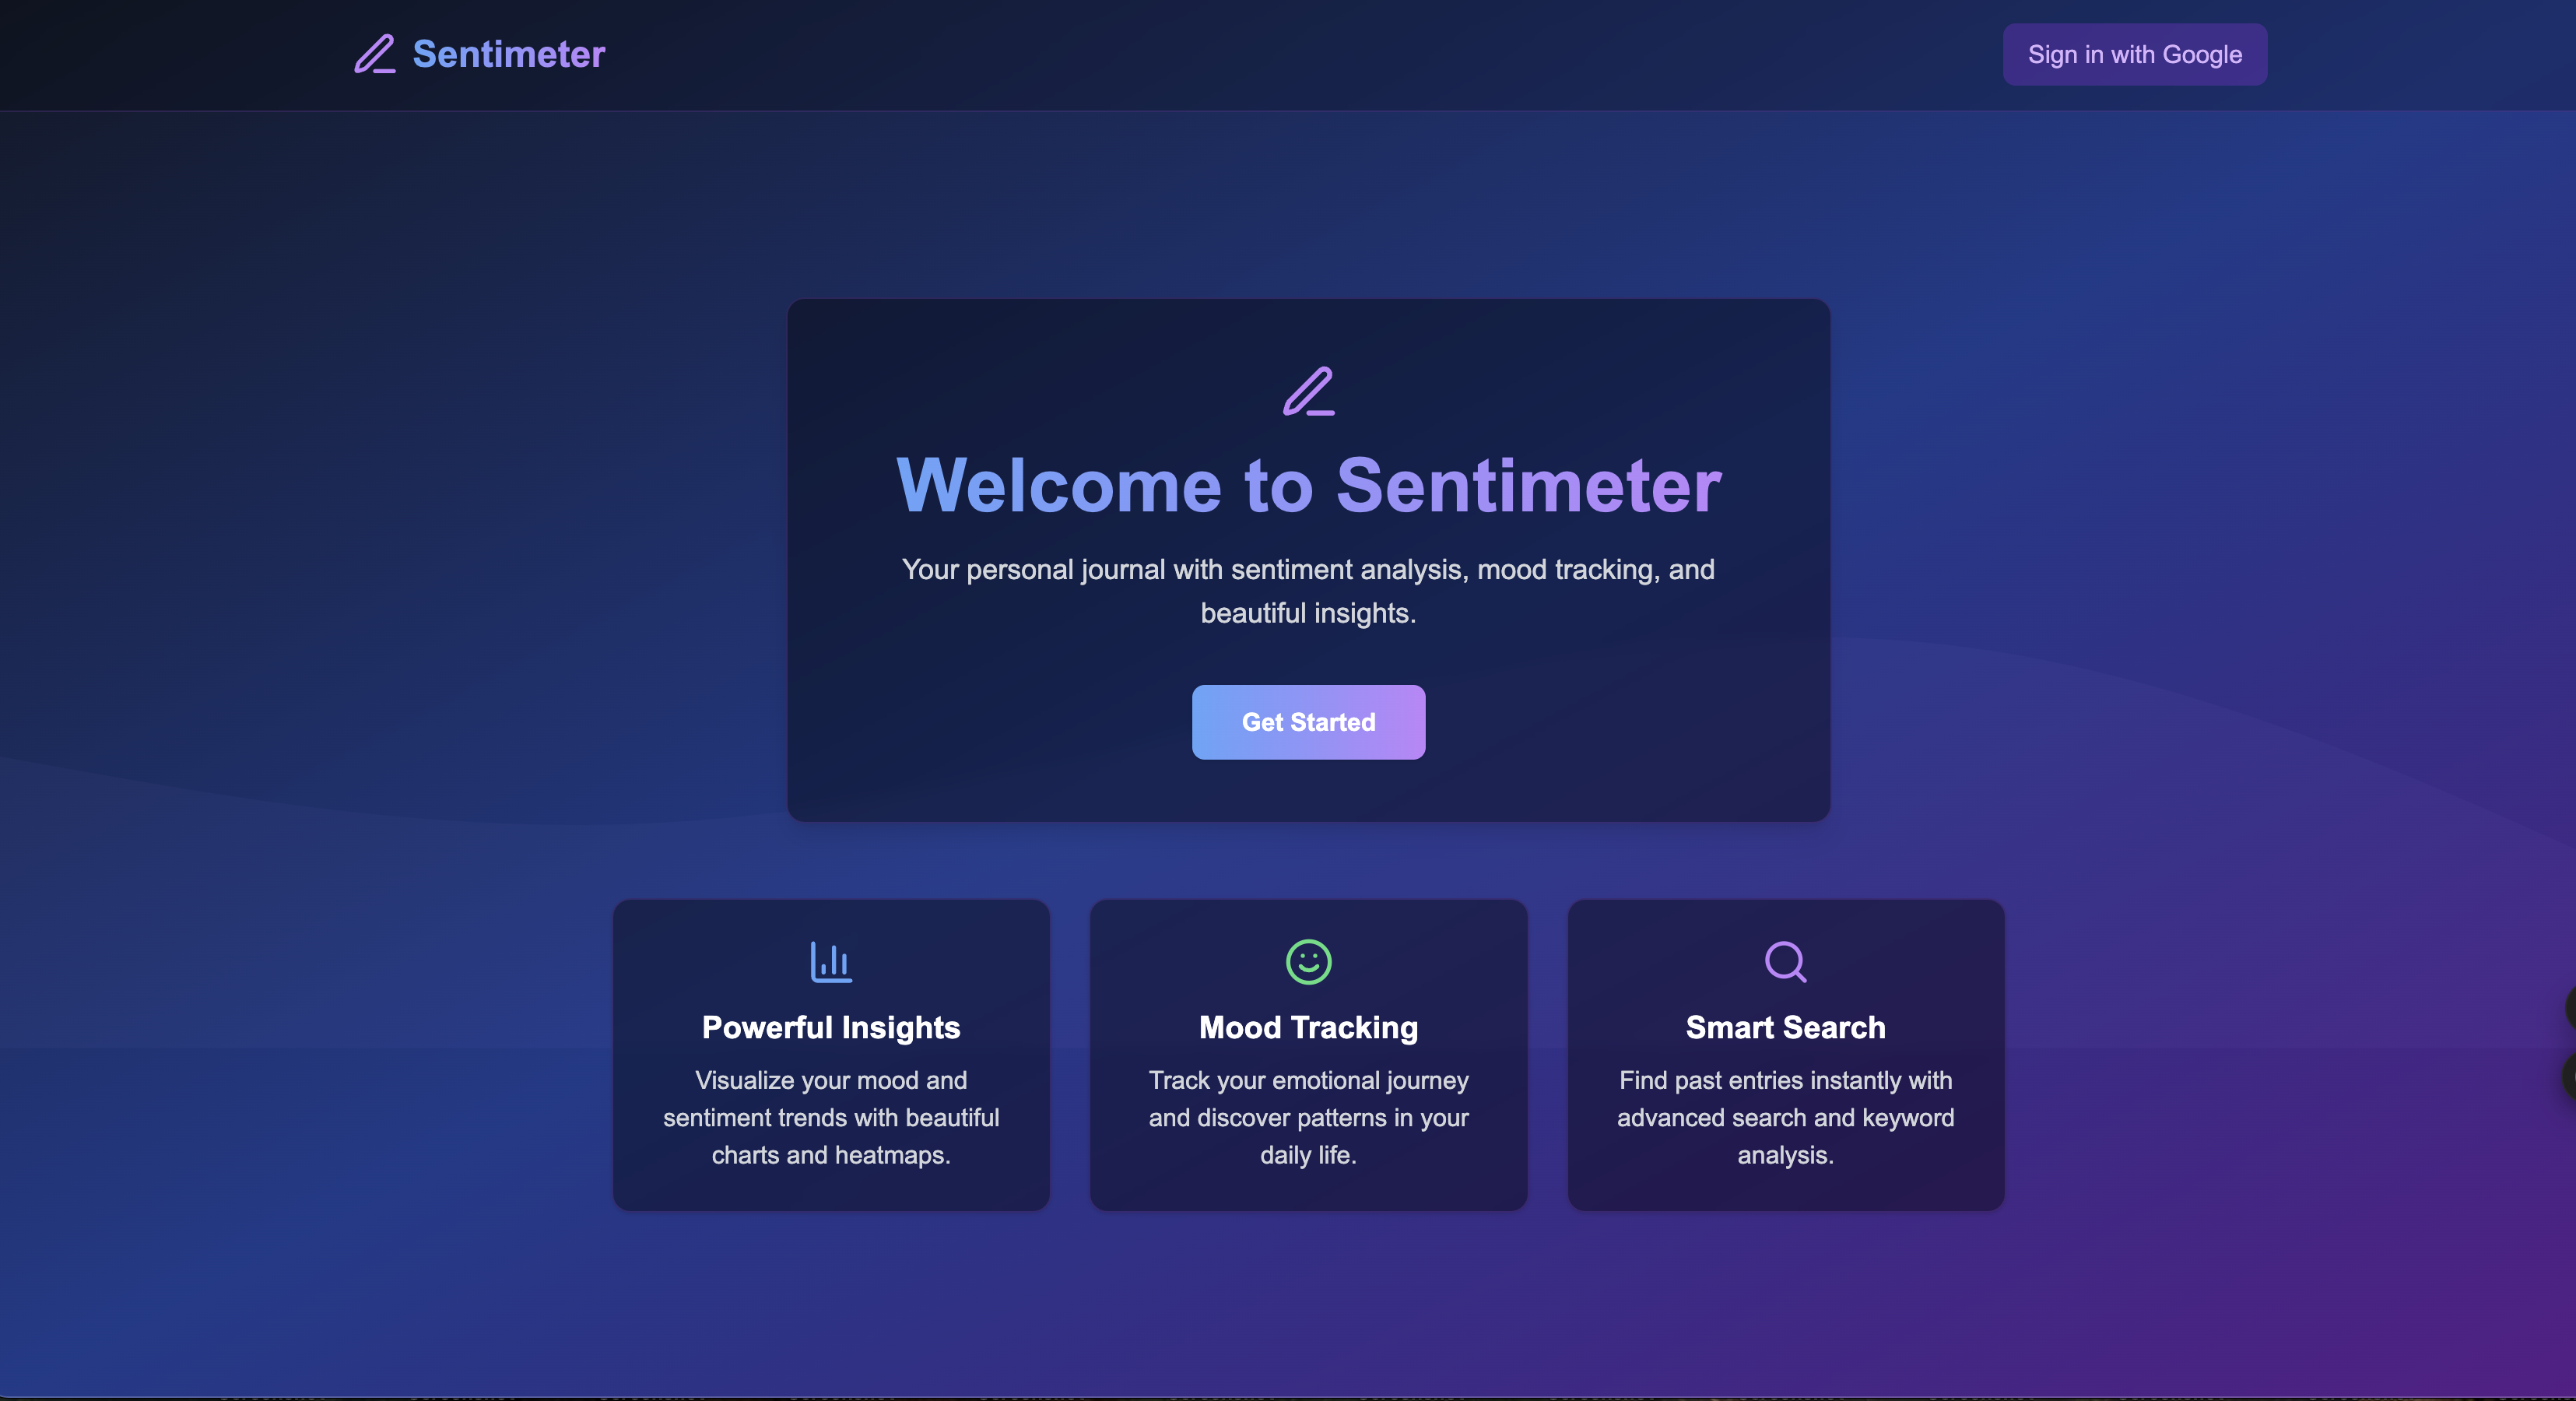 Sentimeter
Sign in with Google
Welcome to Sentimeter
Your personal journal with sentiment analysis, mood tracking, and
beautiful insights.
Get Started
Powerful Insights
Visualize your mood and
sentiment trends with beautiful
charts and heatmaps.
Mood Tracking
Track your emotional journey
and discover patterns in your
daily life.
Smart Search
Find past entries instantly with
advanced search and keyword
analysis.